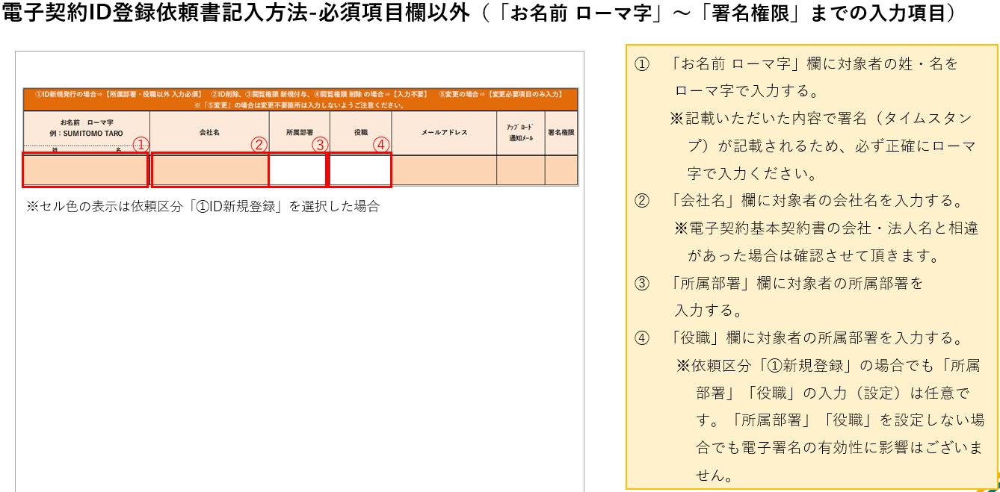 電子契約ID登録依頼書記入方法-必須項目欄以外（「お名前 ローマ字」～「署名権限」までの入力項目）
①ID新規発行の場合⇒【所属部署・役職以外 入力必須】　②ID削除、③閲覧権限 新規付与、④閲覧権限 削除 の場合⇒【入力不要】　⑤変更の場合⇒【変更必要項目のみ入力】
※「⑤変更」の場合は変更不要箇所は入力しないようご注意ください。
お名前　ローマ字
例：SUMITOMO TARO
姓　名
①
会社名
②
所属部署
③
役職
④
メールアドレス
ｱｯﾌﾟﾛｰﾄﾞ
通知ﾒｰﾙ
署名権限
※セル色の表示は依頼区分「①ID新規登録」を選択した場合
①　「お名前 ローマ字」欄に対象者の姓・名を
ローマ字で入力する。
※記載いただいた内容で署名（タイムスタン
プ）が記載されるため、必ず正確にローマ
字で入力ください。
②　「会社名」欄に対象者の会社名を入力する。
※電子契約基本契約書の会社・法人名と相違
があった場合は確認させて頂きます。
③　「所属部署」欄に対象者の所属部署を
入力する。
④　「役職」欄に対象者の所属部署を入力する。
※依頼区分「①新規登録」の場合でも「所属
部署」「役職」の入力（設定）は任意で
す。「所属部署」「役職」を設定しない場
合でも電子署名の有効性に影響はございま
せん。